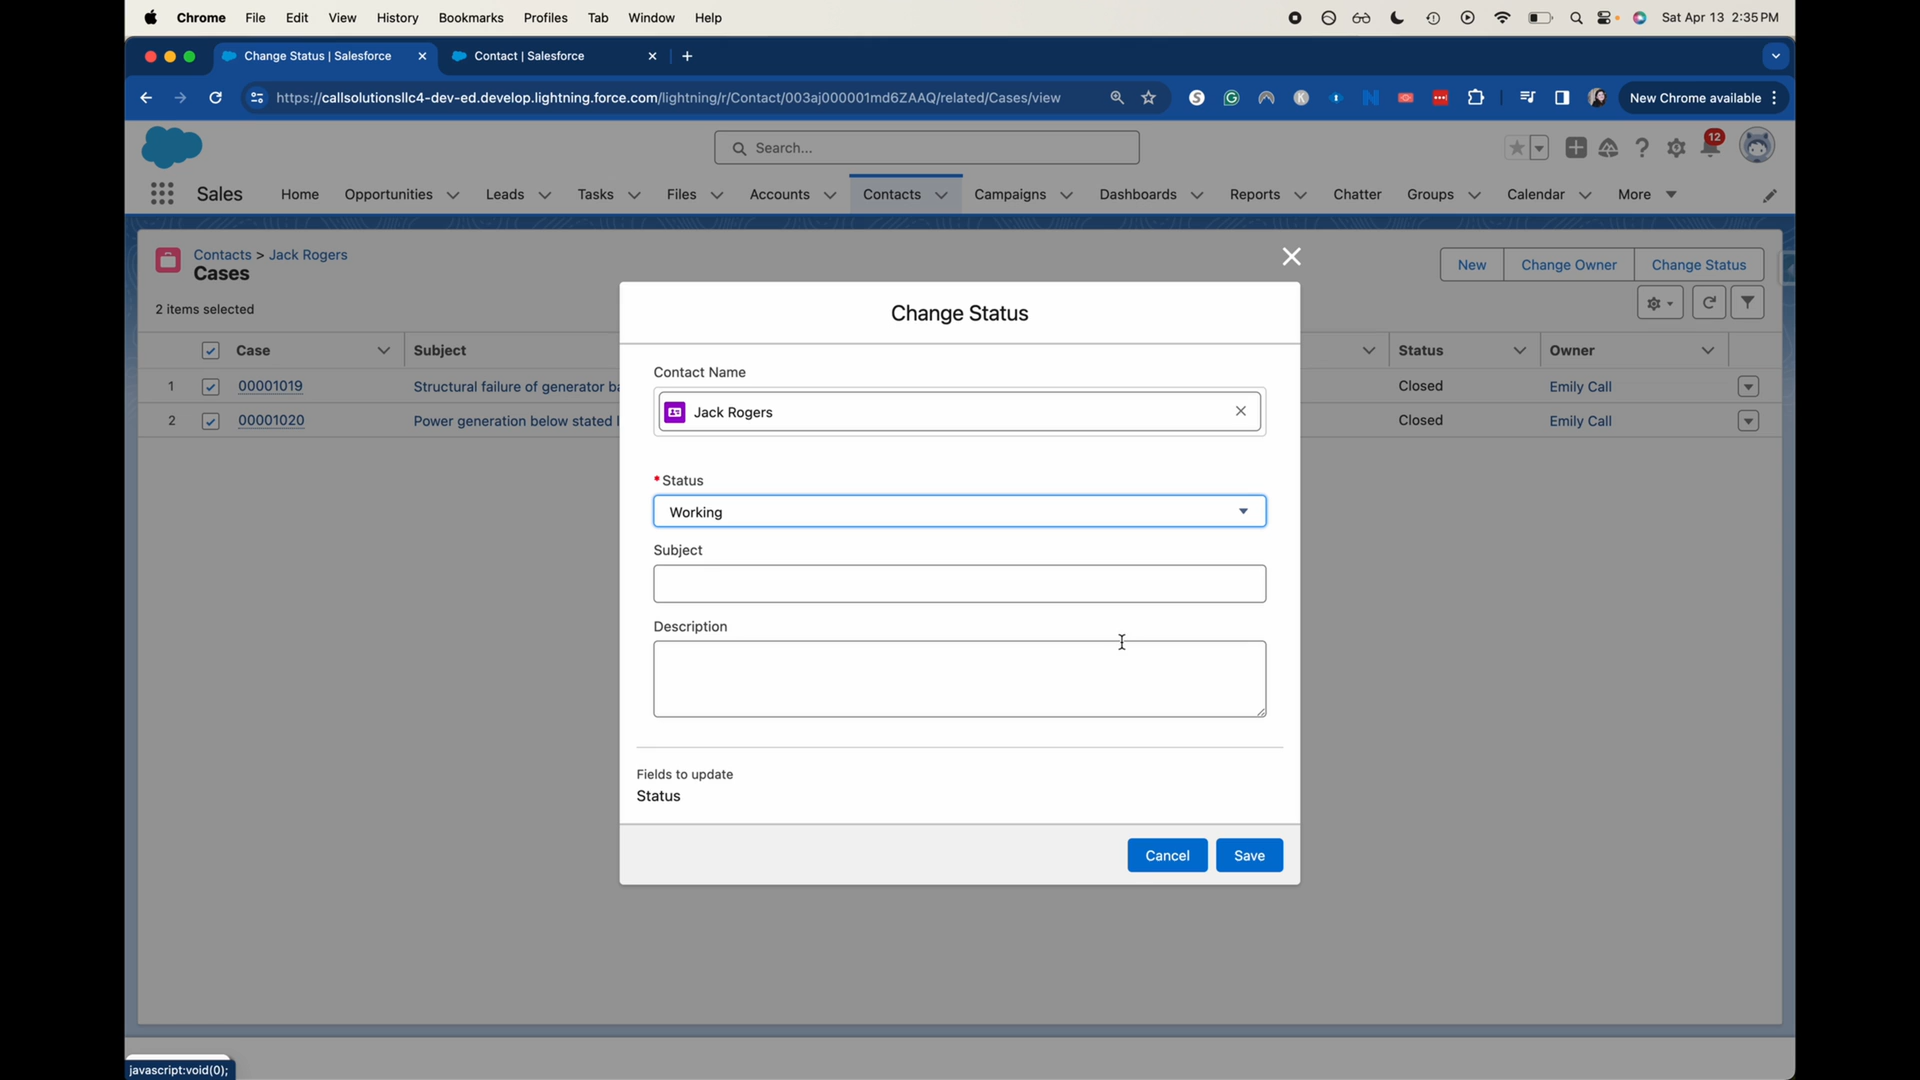 Chrome File Edit View History Bookmarks Profiles Tab Window Help Sat Apr 13 2:35 PM
Change Status | Salesforce Contact | Salesforce
https://callsolutionsllc4-dev-ed.develop.lightning.force.com/lightning/r/Contact/003aj000001md6ZAAQ/related/Cases/view New Chrome available
Search... 12
Sales Home Opportunities Leads Tasks Files Accounts Contacts Campaigns Dashboards Reports Chatter Groups Calendar More
Contacts > Jack Rogers
Cases
New Change Owner Change Status
2 items selected
Case Subject Status Owner
1 00001019 Structural failure of generator ba Closed Emily Call
2 00001020 Power generation below stated Closed Emily Call
Change Status
Contact Name
Jack Rogers
*Status
Working
Subject
Description
Fields to update
Status
Cancel Save
javascript:void(0);